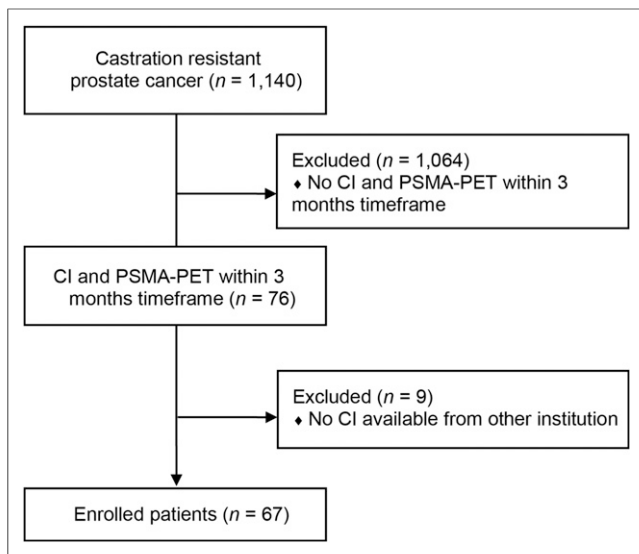 Castration resistant
prostate cancer (n = 1,140)
Excluded (n = 1,064)
♦ No CI and PSMA-PET within 3
months timeframe
CI and PSMA-PET within 3
months timeframe (n = 76)
Excluded (n = 9)
♦ No CI available from other institution
Enrolled patients (n = 67)